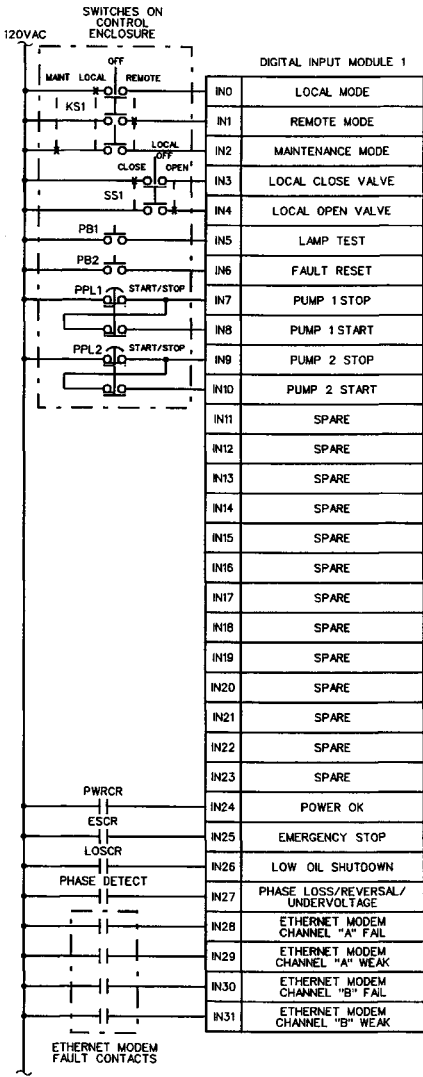 SWITCHES ON
CONTROL
ENCLOSURE
120VAC
DIGITAL INPUT MODULE 1
OFF
MAINT LOCAL REMOTE
KS1
LOCAL
OFF
CLOSE OPEN
SS1
PB1
PB2
PPL1 START/STOP
PPL2 START/STOP
IN0 LOCAL MODE
IN1 REMOTE MODE
IN2 MAINTENANCE MODE
IN3 LOCAL CLOSE VALVE
IN4 LOCAL OPEN VALVE
IN5 LAMP TEST
IN6 FAULT RESET
IN7 PUMP 1 STOP
IN8 PUMP 1 START
IN9 PUMP 2 STOP
IN10 PUMP 2 START
IN11 SPARE
IN12 SPARE
IN13 SPARE
IN14 SPARE
IN15 SPARE
IN16 SPARE
IN17 SPARE
IN18 SPARE
IN19 SPARE
IN20 SPARE
IN21 SPARE
IN22 SPARE
IN23 SPARE
PWRCR
IN24 POWER OK
ESCR
IN25 EMERGENCY STOP
LOSCR
IN26 LOW OIL SHUTDOWN
PHASE DETECT
IN27 PHASE LOSS/REVERSAL/
UNDERVOLTAGE
IN28 ETHERNET MODEM
CHANNEL "A" FAIL
IN29 ETHERNET MODEM
CHANNEL "A" WEAK
IN30 ETHERNET MODEM
CHANNEL "B" FAIL
IN31 ETHERNET MODEM
CHANNEL "B" WEAK
ETHERNET MODEM
FAULT CONTACTS